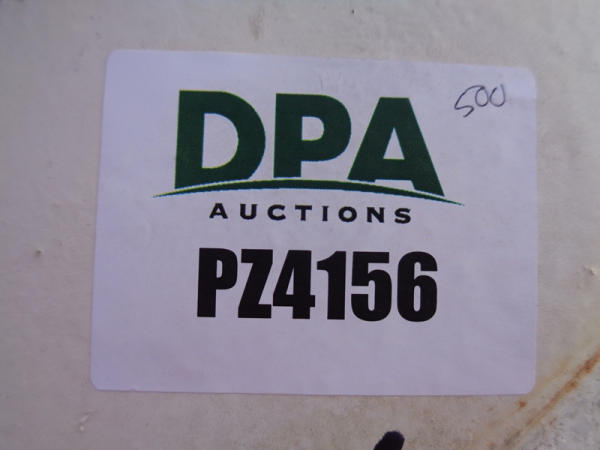 500
DPA
AUCTIONS
PZ4156